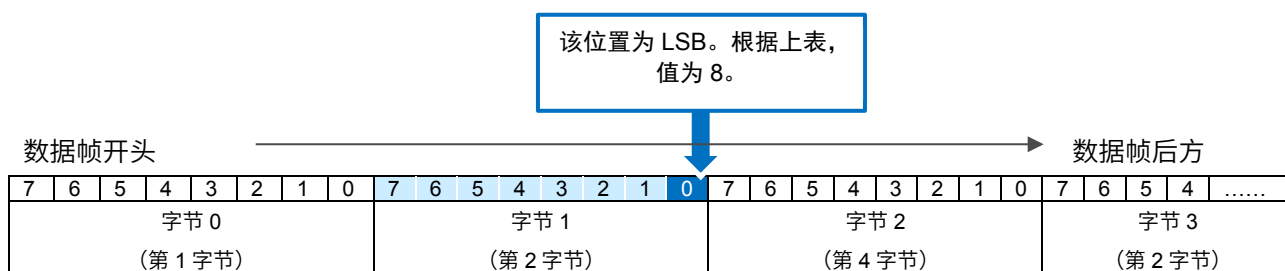 该位置为 LSB。根据上表，
值为 8。
数据帧开头 数据帧后方
7 6 5 4 3 2 1 0 7 6 5 4 3 2 1 0 7 6 5 4 3 2 1 0 7 6 5 4 ……
字节 0 字节 1 字节 2 字节 3
（第 1 字节） （第 2 字节） （第 4 字节） （第 2 字节）